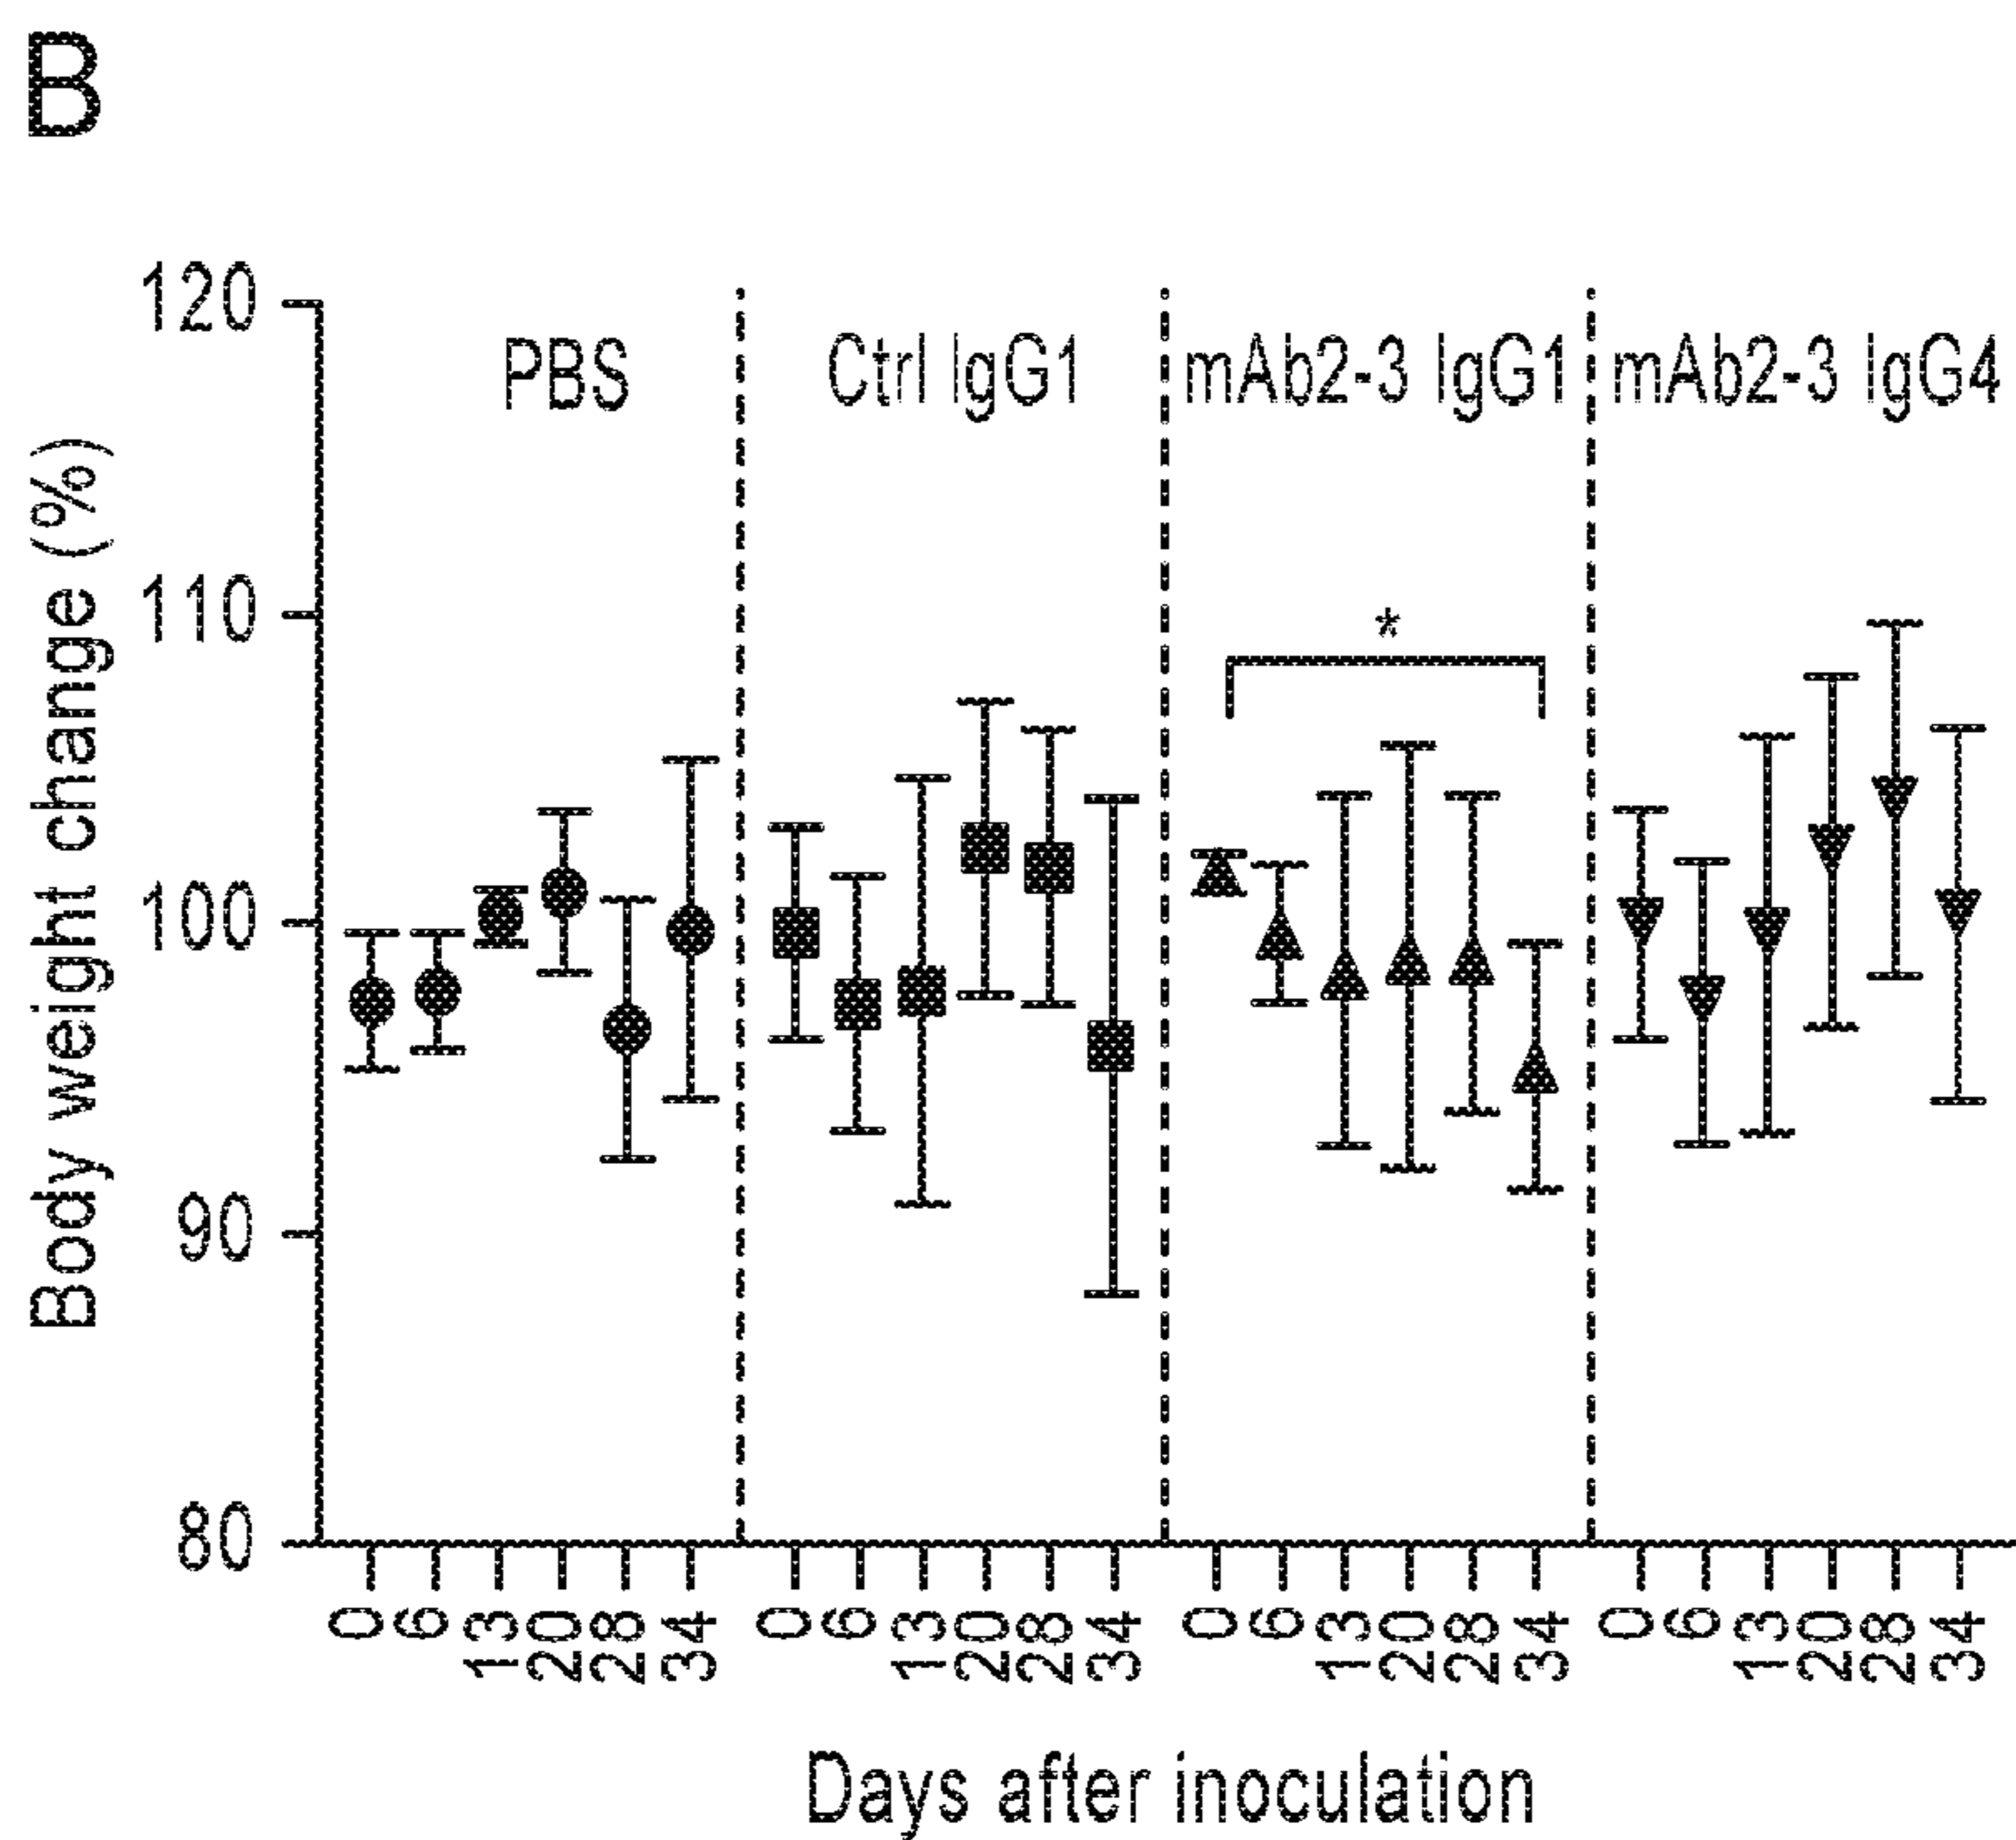 B
Body weight change (%)
120
110
100
90
80
PBS
Ctrl IgG1
mAb2-3 IgG1
mAb2-3 IgG4
*
0 6 13 20 28 34 0 6 13 20 28 34 0 6 13 20 28 34 0 6 13 20 28 34
Days after inoculation